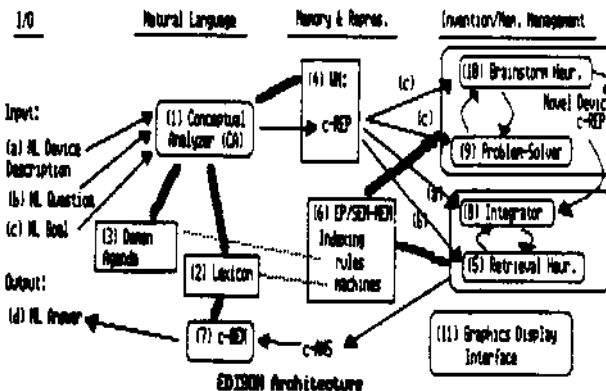 I/O
Natural Language
Memory & Repres.
Invention/Mem. Management
Input:
(a) NL Device
Description
(b) NL Question
(c) NL Goal
(1) Conceptual
Analyzer (CA)
(4) WM:
c-REP
(c)
(c)
(a)
(b)
(10) Brainstorm Heur.
Novel Device
c-REP
(9) Problem-Solver
(8) Integrator
(5) Retrieval Heur.
(3) Demon
Agenda
(2) Lexicon
(6) EP/SEM-MEM
Indexing
rules
machines
Output:
(d) NL Answer
(7) c-GEN
c-ANS
(11) Graphics Display
Interface
EDISON Architecture